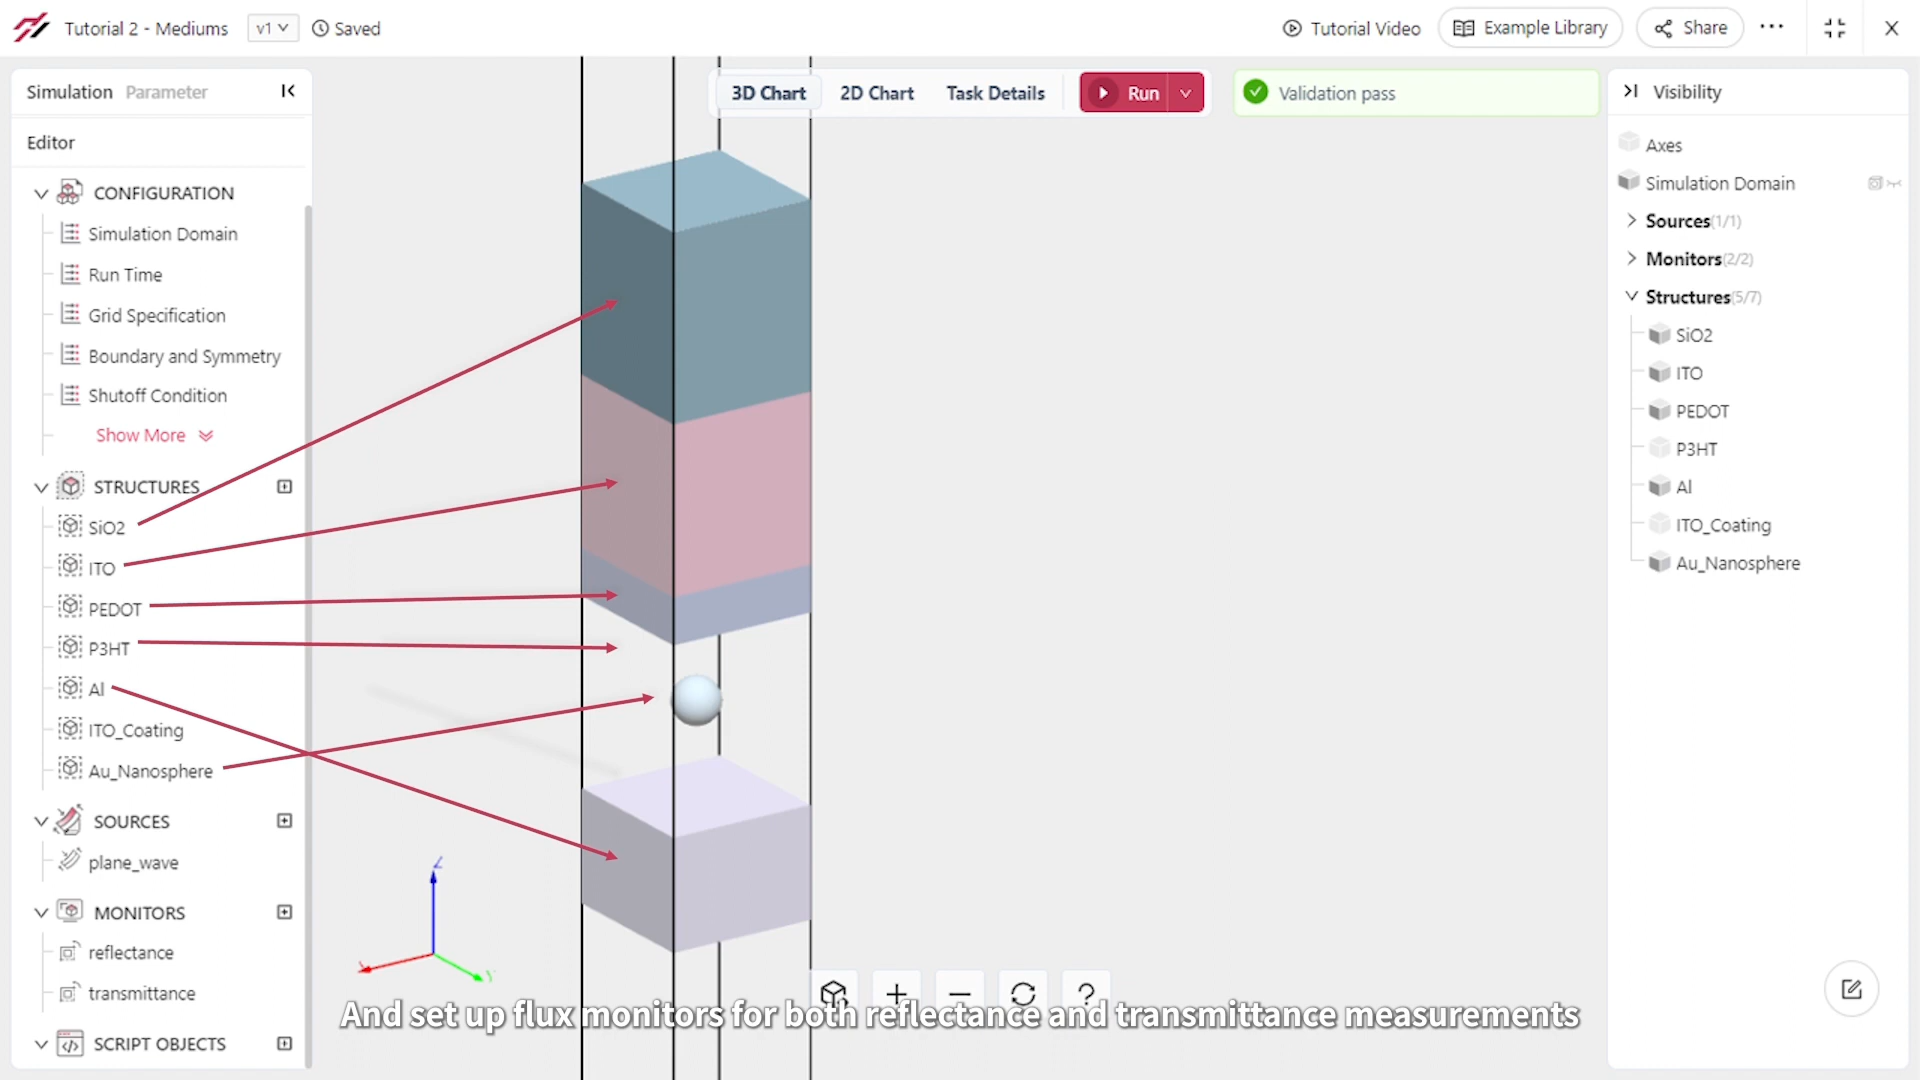 Tutorial 2 - Mediums
v1
Saved
Tutorial Video
Example Library
Share
Simulation Parameter
3D Chart
2D Chart
Task Details
Run
Validation pass
Visibility
Editor
CONFIGURATION
Simulation Domain
Run Time
Grid Specification
Boundary and Symmetry
Shutoff Condition
Show More
STRUCTURES
SiO2
ITO
PEDOT
P3HT
Al
ITO_Coating
Au_Nanosphere
SOURCES
plane_wave
MONITORS
reflectance
transmittance
SCRIPT OBJECTS
Axes
Simulation Domain
Sources(1/1)
Monitors(2/2)
Structures(5/7)
SiO2
ITO
PEDOT
P3HT
Al
ITO_Coating
Au_Nanosphere
And set up flux monitors for both reflectance and transmittance measurements